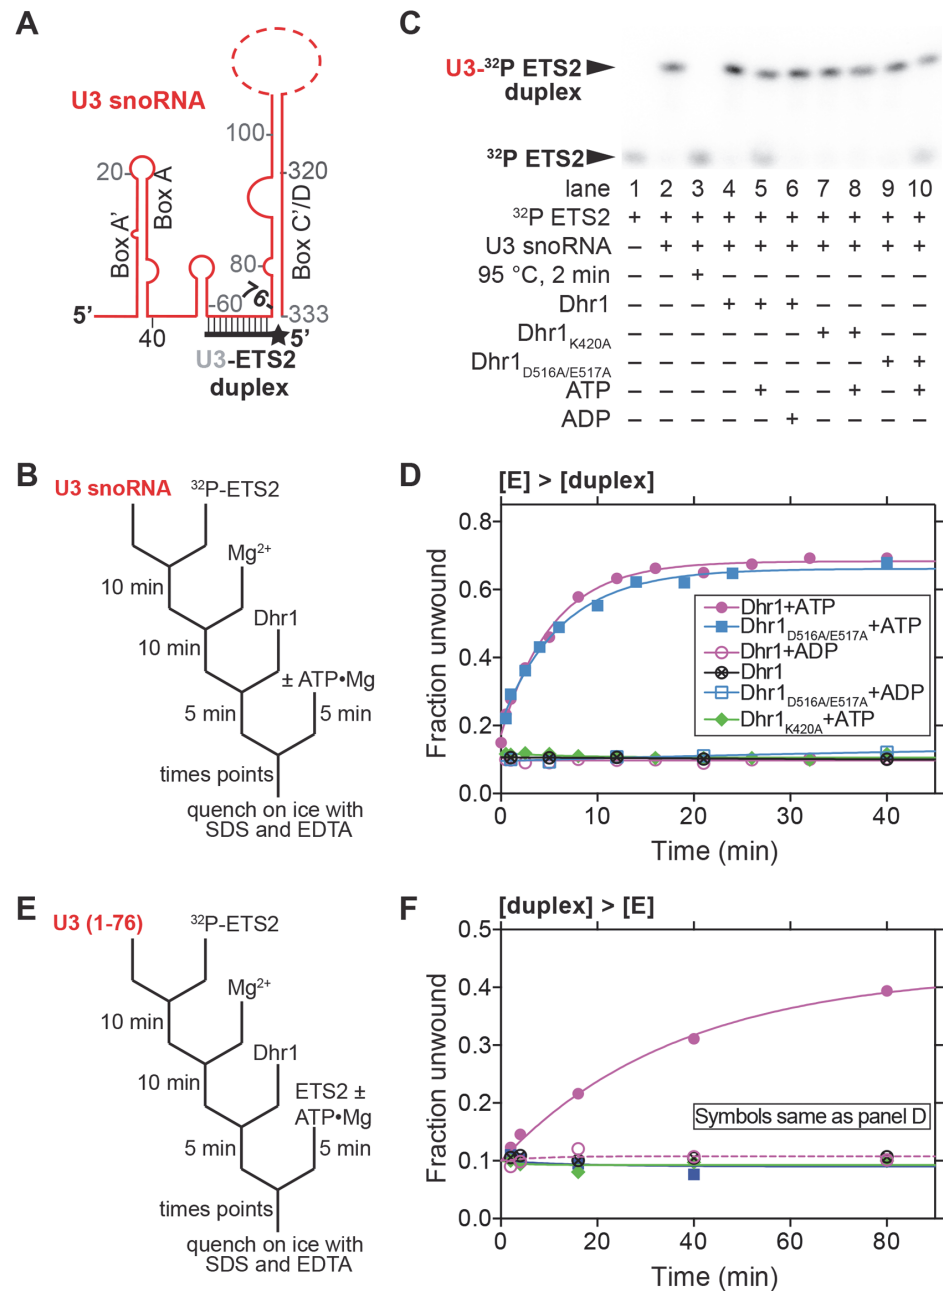 A
U3 snoRNA
100
20
320
Box A'
Box A
Box C'/D
80
76
60
5'
40
333
5'
U3-ETS2
duplex
B
U3 snoRNA
³²P-ETS2
Mg²⁺
10 min
Dhr1
10 min
± ATP•Mg
5 min
5 min
times points
quench on ice with
SDS and EDTA
C
U3-³²P ETS2
duplex
³²P ETS2
lane 1 2 3 4 5 6 7 8 9 10
³²P ETS2 + + + + + + + + + +
U3 snoRNA – + + + + + + + + +
95 °C, 2 min – – + – – – – – – –
Dhr1 – – – + + + – – – –
Dhr1K420A – – – – – – + + – –
Dhr1D516A/E517A – – – – – – – – + +
ATP – – – – + – – + – +
ADP – – – – – + – – – –
D
[E] > [duplex]
Fraction unwound
0.8
0.6
0.4
0.2
0.0
Dhr1+ATP
Dhr1D516A/E517A+ATP
Dhr1+ADP
Dhr1
Dhr1D516A/E517A+ADP
Dhr1K420A+ATP
0 10 20 30 40
Time (min)
E
U3 (1-76)
³²P-ETS2
Mg²⁺
10 min
Dhr1
10 min
ETS2 ±
ATP•Mg
5 min
5 min
times points
quench on ice with
SDS and EDTA
F
[duplex] > [E]
Fraction unwound
0.5
0.4
0.3
0.2
0.1
0.0
Symbols same as panel D
0 20 40 60 80
Time (min)